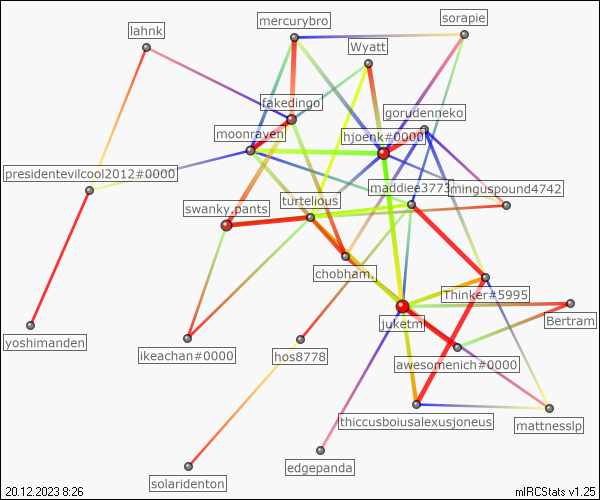 mercurybro
sorapie
lahnk
Wyatt
fakedingo
gorudenneko
moonraven
hjoenk#0000
presidentevilcool2012#0000
maddiee3773
minguspound4742
swanky.pants
turtelious
chobham.
Thinker#5995
juketm
Bertram
yoshimanden
ikeachan#0000
hos8778
awesomenich#0000
thiccusboiusalexusjoneus
mattnesslp
edgepanda
solaridenton
20.12.2023 8:26
mIRCStats v1.25